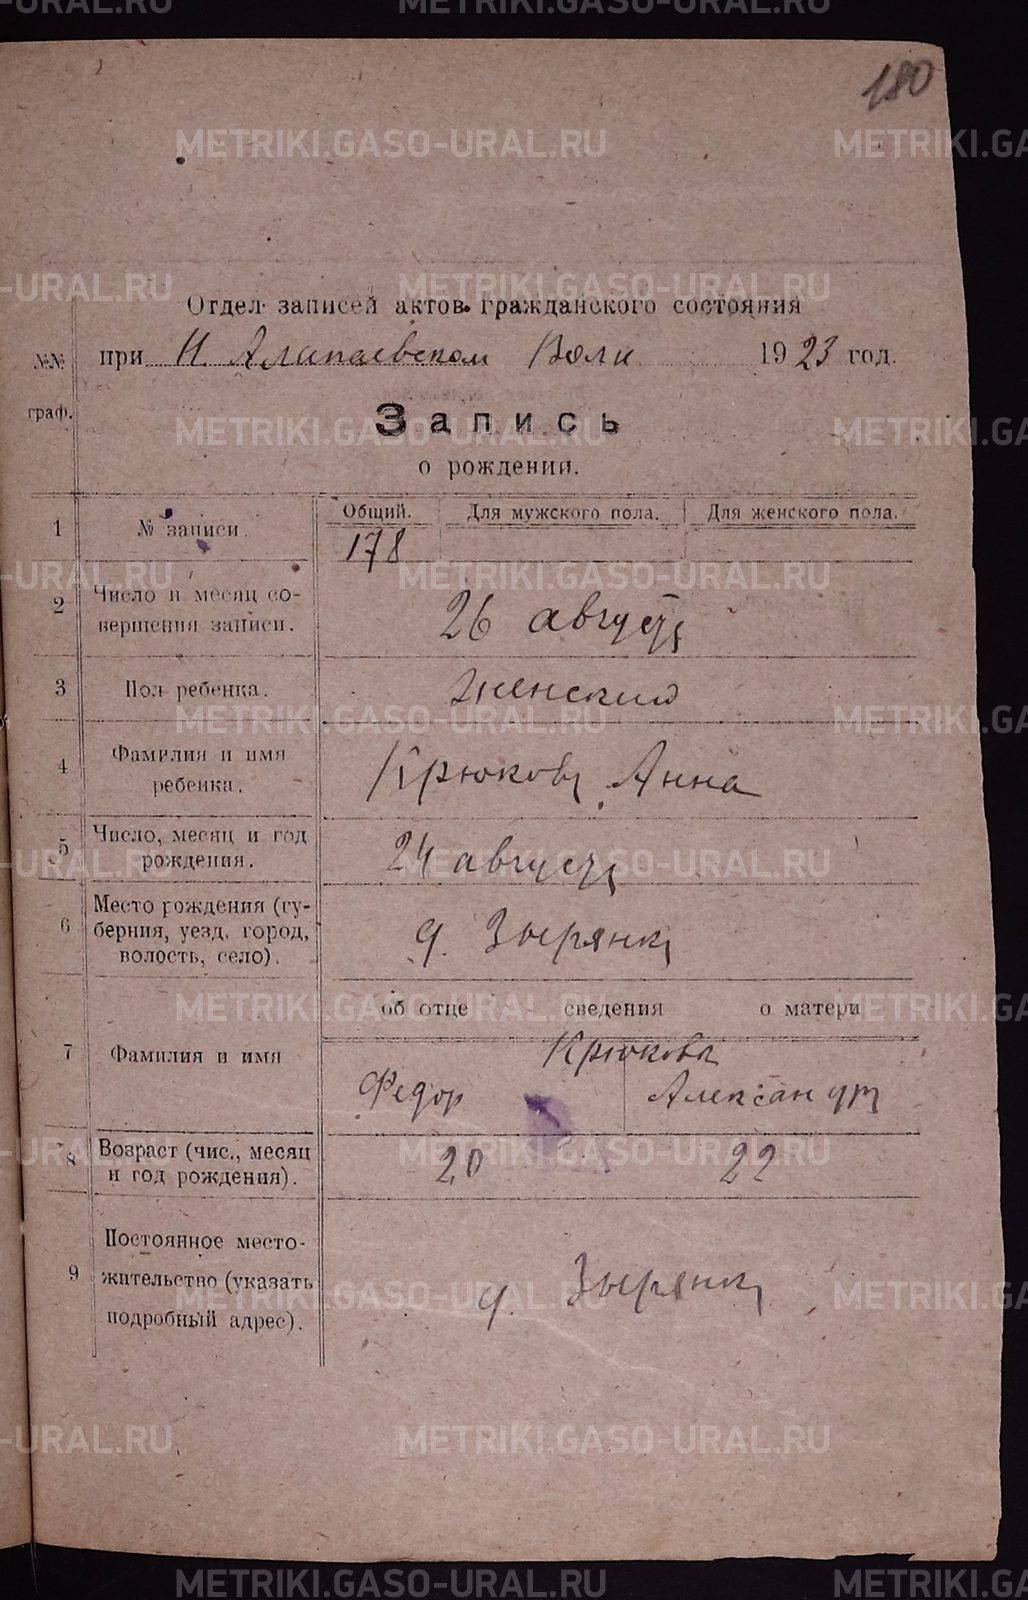 180
Отдел записей актов гражданского состояния
при Н. Алапаевском Волис 1923 год.
№№ граф.
Запись
о рождении.
1 № записи. Общий. Для мужского пола. Для женского пола.
178
2 Число и месяц совершения записи. 26 августа
3 Пол ребенка. женский
4 Фамилия и имя ребенка. Крюкова Анна
5 Число, месяц и год рождения. 24 августа
6 Место рождения (губерния, уезд, город, волость, село). д. Зырянка
об отце сведения о матери
7 Фамилия и имя Крюковы
Федор Александра
8 Возраст (чис., месяц и год рождения). 20 22
9 Постоянное местожительство (указать подробный адрес). д. Зырянка
METRIKI.GASO-URAL.RU